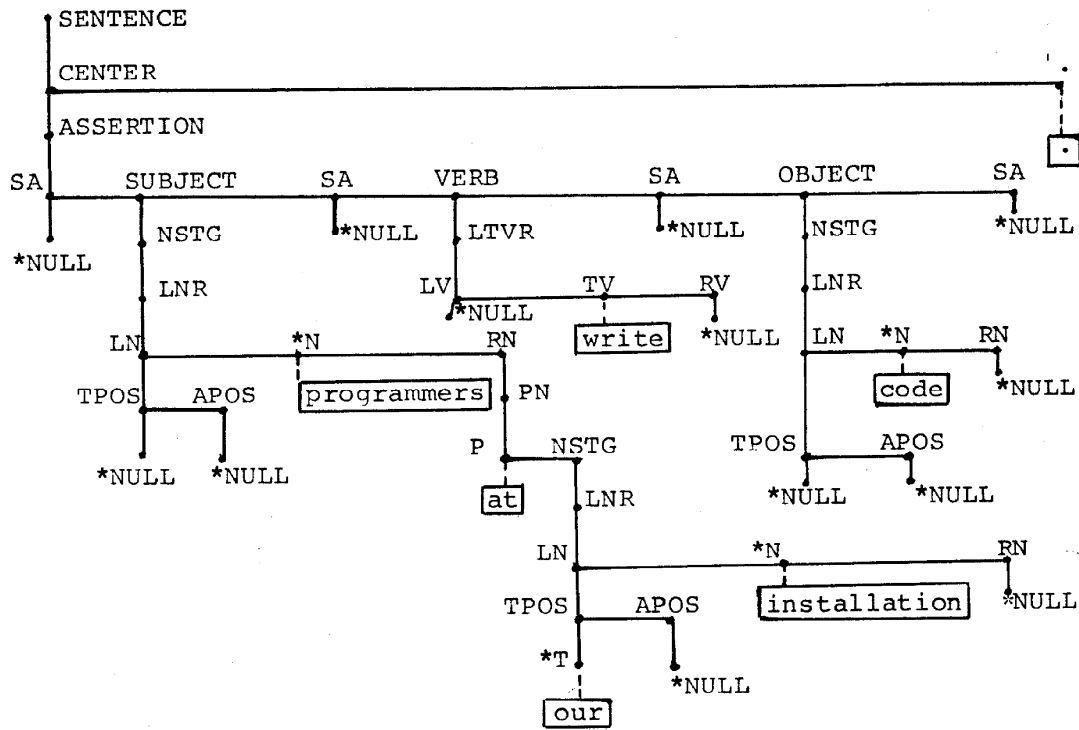 SENTENCE
.
CENTER
ASSERTION
.
SA SUBJECT SA VERB SA OBJECT SA
*NULL NSTG *NULL LTVR *NULL NSTG *NULL
LNR LV *NULL TV RV LNR
write *NULL
LN *N RN LN *N RN
programmers code *NULL
TPOS APOS PN
*NULL *NULL P NSTG TPOS APOS
at *NULL *NULL
LNR
LN *N RN
installation *NULL
TPOS APOS
*T *NULL
our